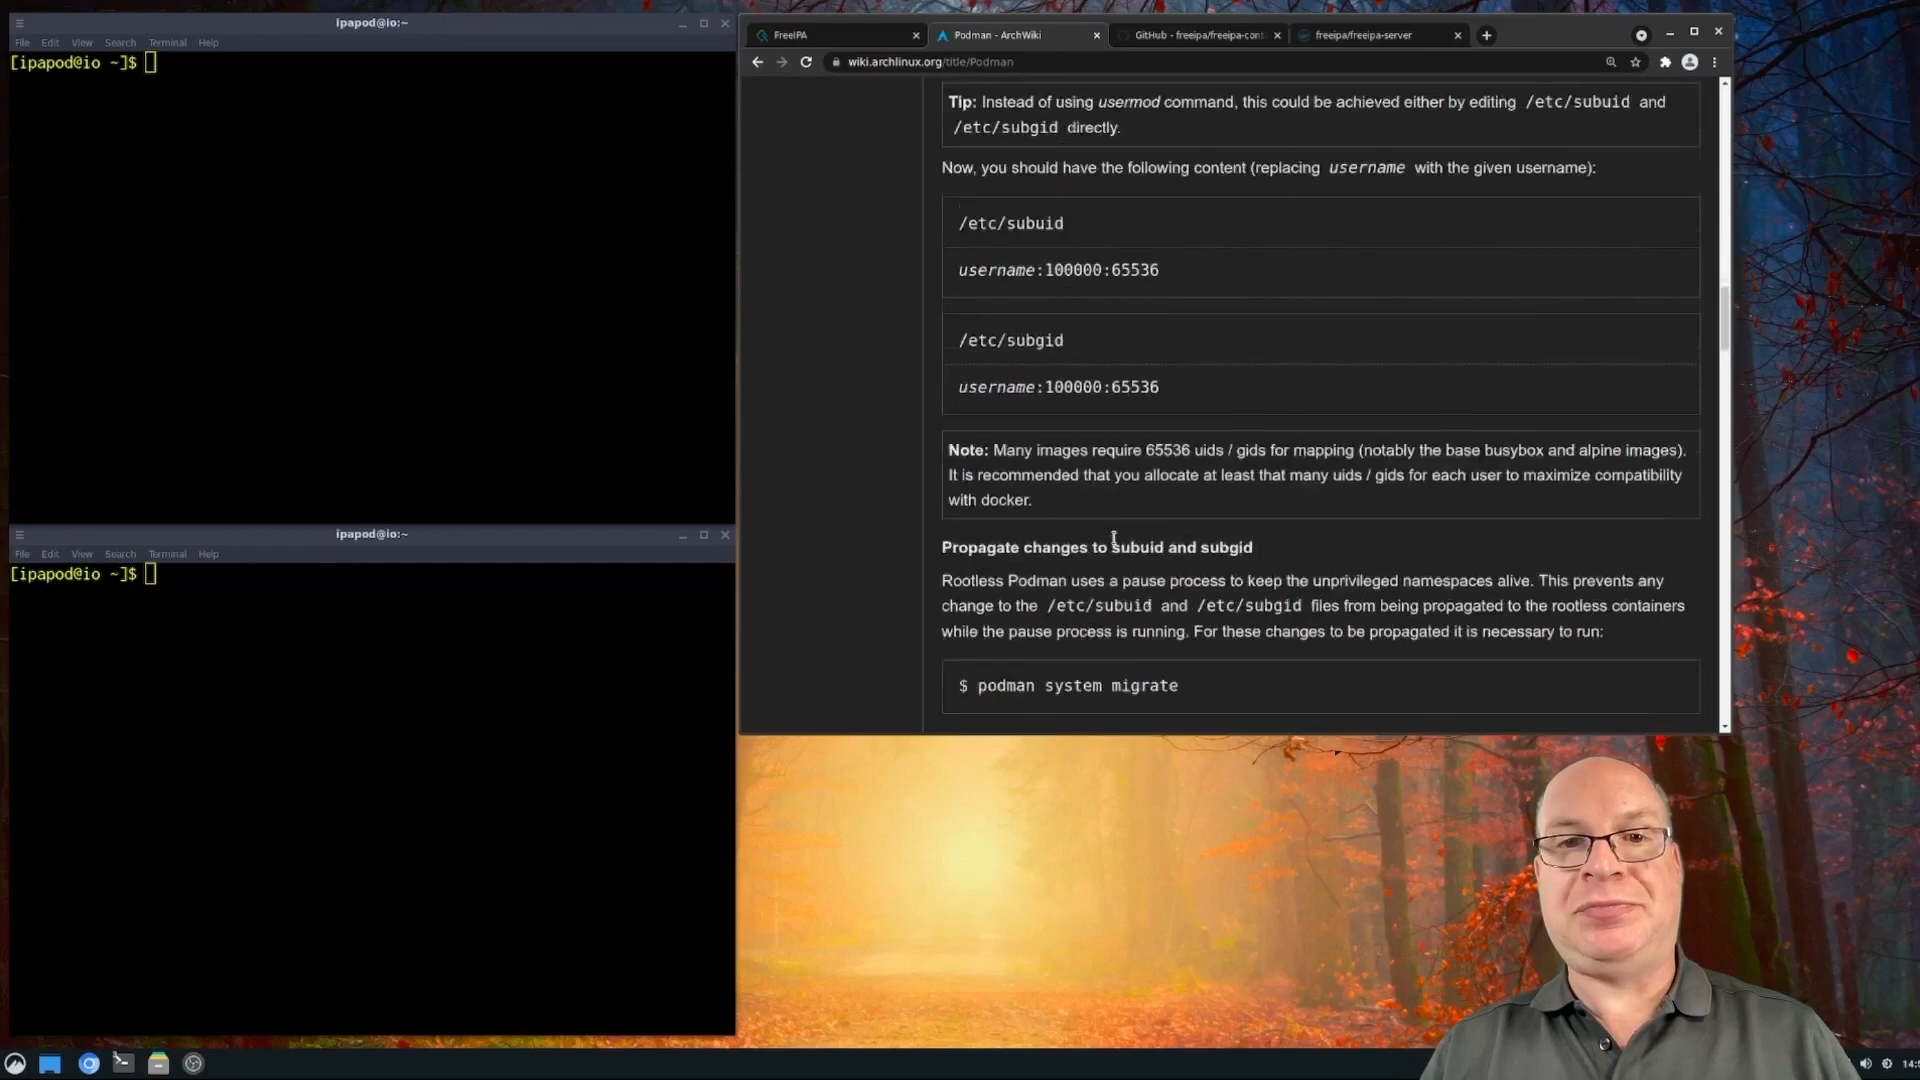 ipapod@io:~
File Edit View Search Terminal Help
[ipapod@io ~]$
ipapod@io:~
File Edit View Search Terminal Help
[ipapod@io ~]$
FreeIPA
Podman - ArchWiki
GitHub - freeipa/freeipa-cont
freeipa/freeipa-server
wiki.archlinux.org/title/Podman
Tip: Instead of using usermod command, this could be achieved either by editing /etc/subuid and
/etc/subgid directly.
Now, you should have the following content (replacing username with the given username):
/etc/subuid
username:100000:65536
/etc/subgid
username:100000:65536
Note: Many images require 65536 uids / gids for mapping (notably the base busybox and alpine images).
It is recommended that you allocate at least that many uids / gids for each user to maximize compatibility
with docker.
Propagate changes to subuid and subgid
Rootless Podman uses a pause process to keep the unprivileged namespaces alive. This prevents any
change to the /etc/subuid and /etc/subgid files from being propagated to the rootless containers
while the pause process is running. For these changes to be propagated it is necessary to run:
$ podman system migrate